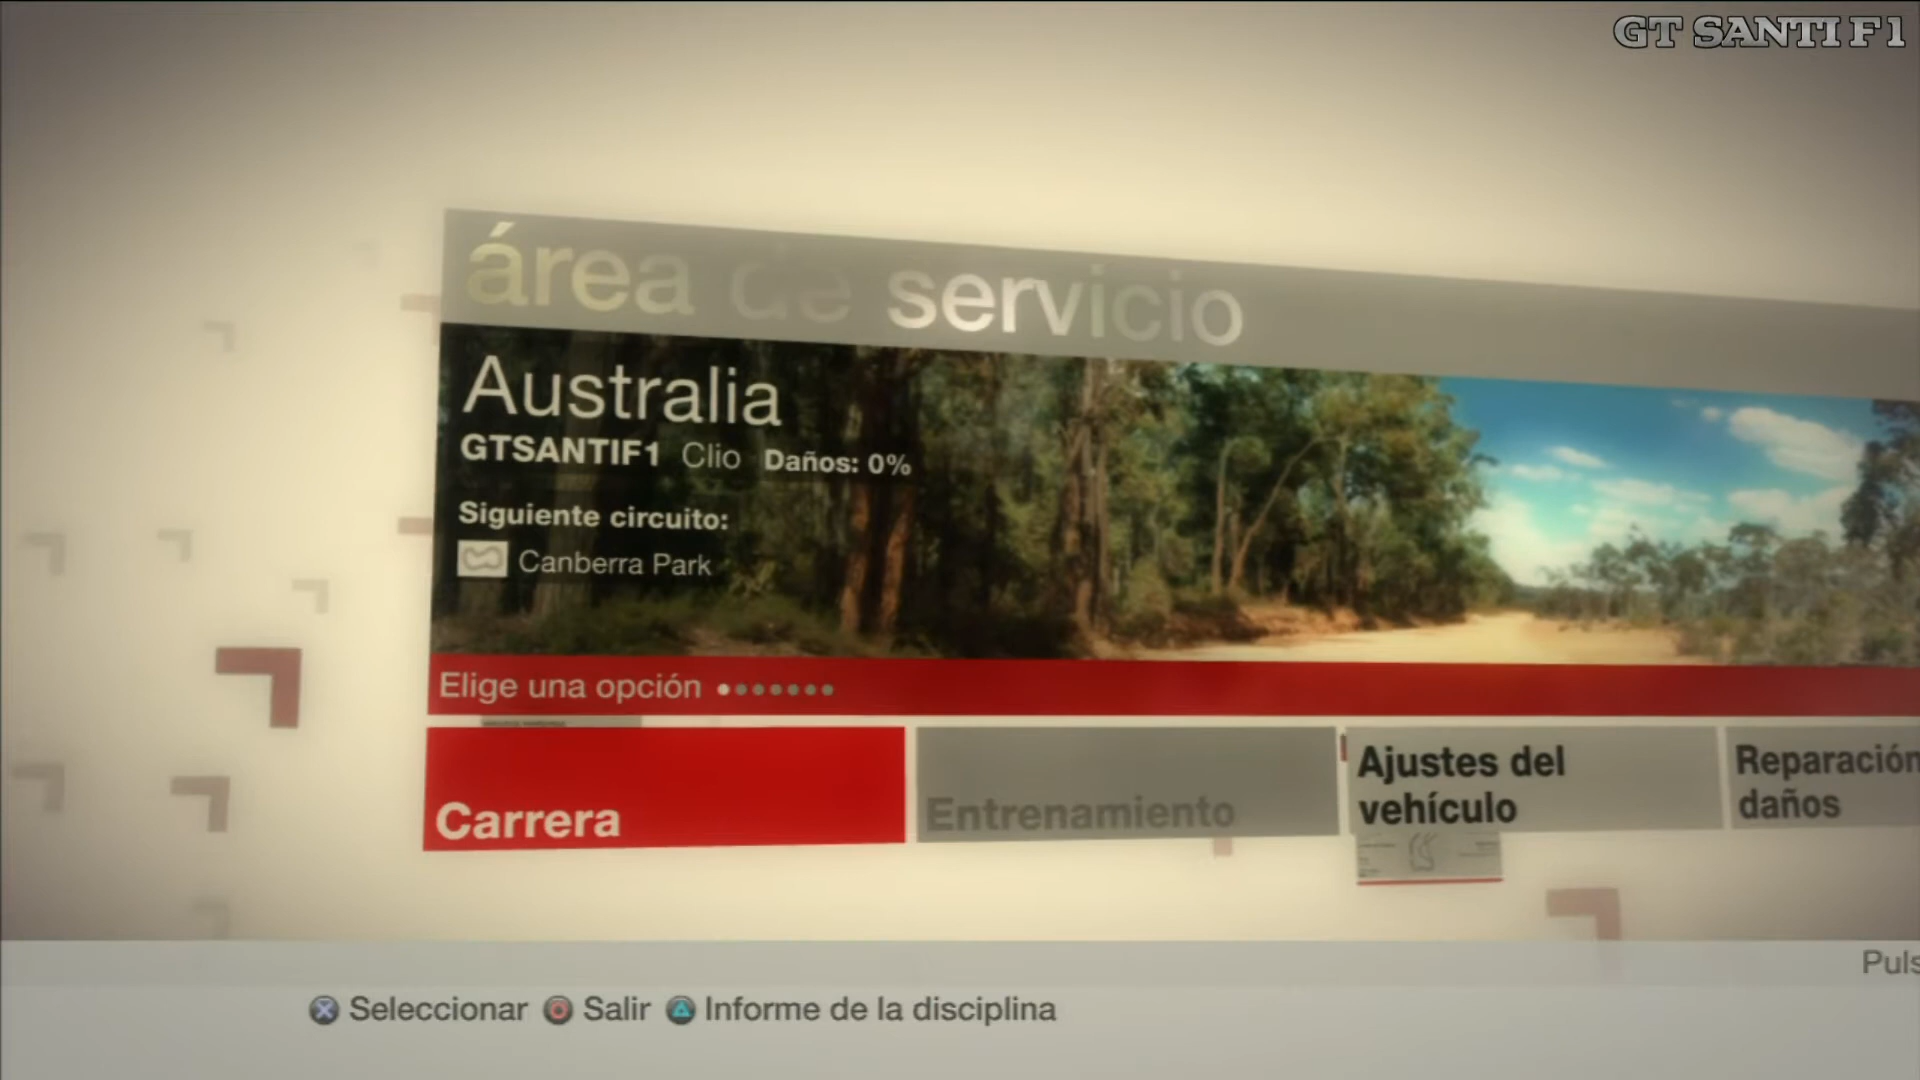 GT SANTI F1
área de servicio
Australia
GTSANTIF1 Clio Daños: 0%
Siguiente circuito:
Canberra Park
Elige una opción
Carrera
Entrenamiento
Ajustes del
vehículo
Reparación
daños
Puls
Seleccionar Salir Informe de la disciplina